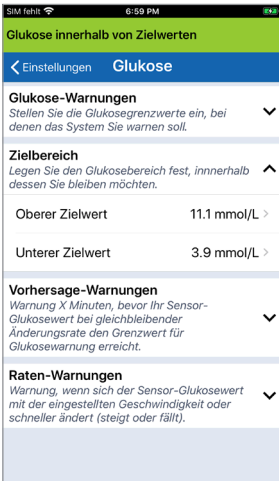 SIM fehlt 6:59 PM
Glukose innerhalb von Zielwerten
Einstellungen Glukose
Glukose-Warnungen
Stellen Sie die Glukosegrenzwerte ein, bei
denen das System Sie warnen soll.
Zielbereich
Legen Sie den Glukosebereich fest, innnerhalb
dessen Sie bleiben möchten.
Oberer Zielwert 11.1 mmol/L
Unterer Zielwert 3.9 mmol/L
Vorhersage-Warnungen
Warnung X Minuten, bevor Ihr Sensor-
Glukosewert bei gleichbleibender
Änderungsrate den Grenzwert für
Glukosewarnung erreicht.
Raten-Warnungen
Warnung, wenn sich der Sensor-Glukosewert
mit der eingestellten Geschwindigkeit oder
schneller ändert (steigt oder fällt).